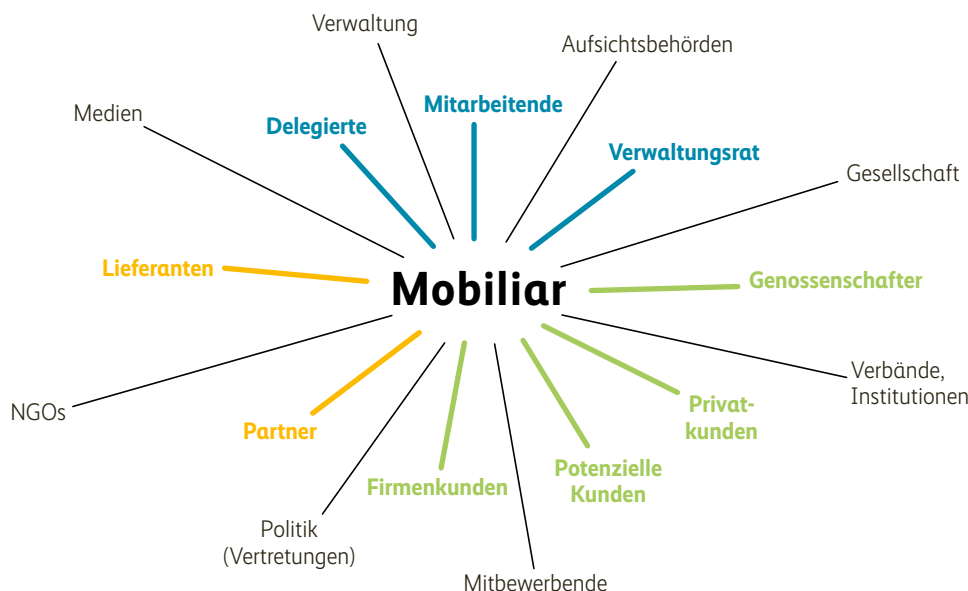 Verwaltung
Aufsichtsbehörden
Medien
Delegierte
Mitarbeitende
Verwaltungsrat
Gesellschaft
Lieferanten
Mobiliar
Genossenschafter
NGOs
Partner
Verbände,
Institutionen
Privat-
kunden
Firmenkunden
Potenzielle
Kunden
Politik
(Vertretungen)
Mitbewerbende